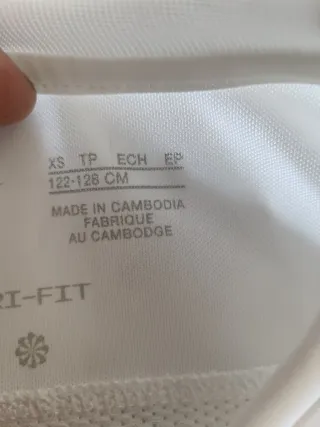 XS TP ECH EP
122-128 CM
MADE IN CAMBODIA
FABRIQUE
AU CAMBODGE
RI-FIT